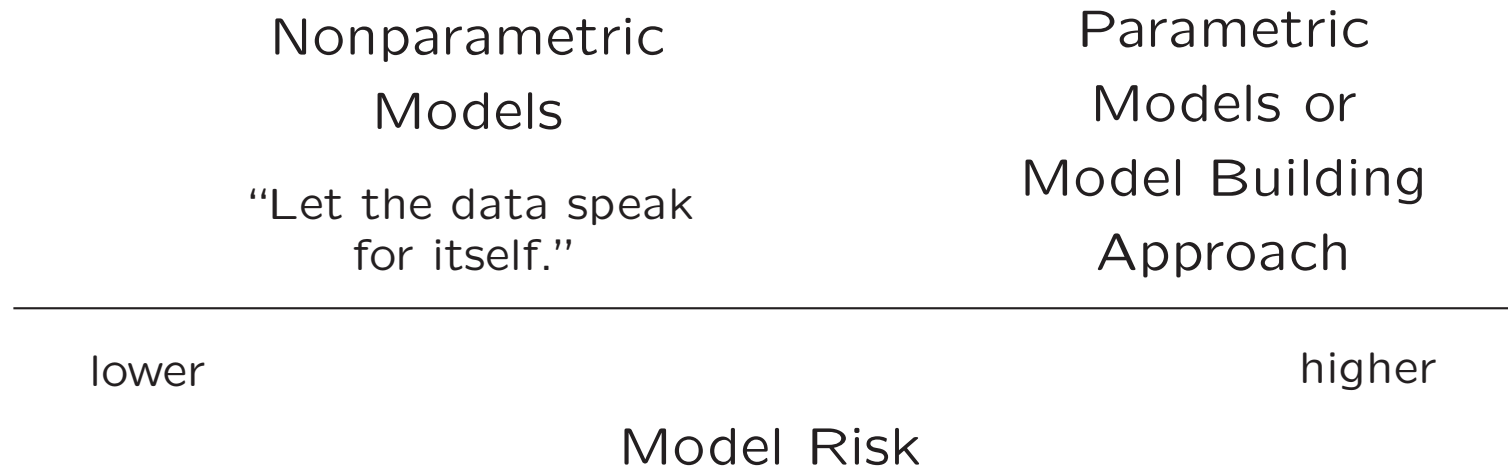 Nonparametric
Models
“Let the data speak
for itself.”
Parametric
Models or
Model Building
Approach
lower
higher
Model Risk